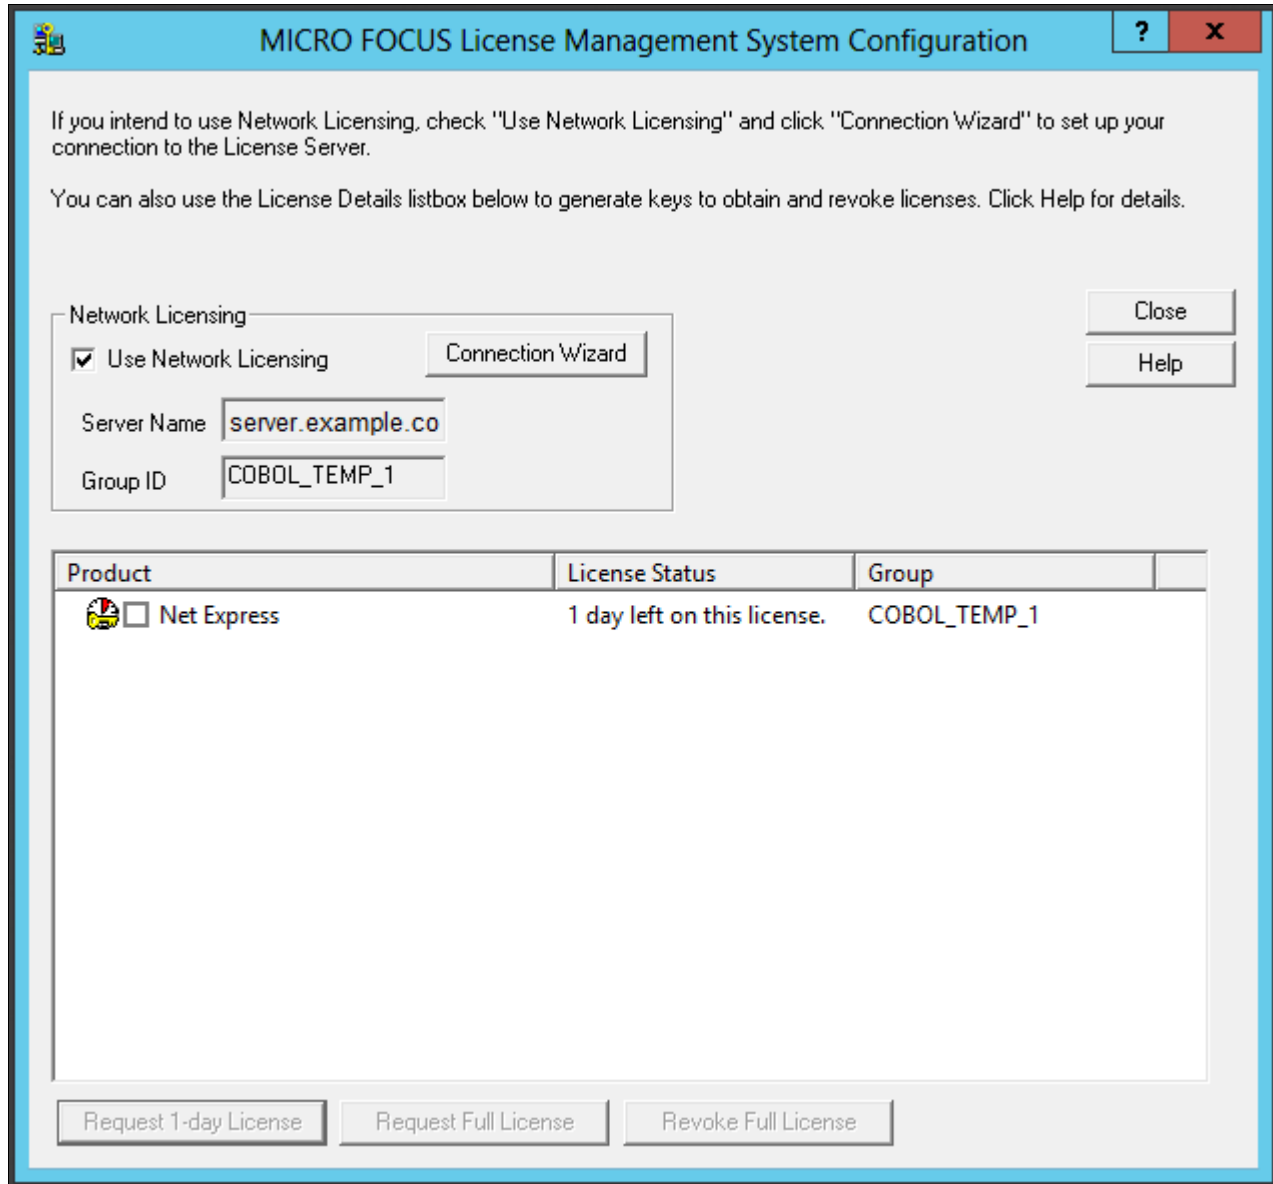 MICRO FOCUS License Management System Configuration
?
x
If you intend to use Network Licensing, check "Use Network Licensing" and click "Connection Wizard" to set up your
connection to the License Server.
You can also use the License Details listbox below to generate keys to obtain and revoke licenses. Click Help for details.
Network Licensing
Use Network Licensing
Connection Wizard
Server Name server.example.co
Group ID COBOL_TEMP_1
Close
Help
Product License Status Group
Net Express 1 day left on this license. COBOL_TEMP_1
Request 1-day License Request Full License Revoke Full License